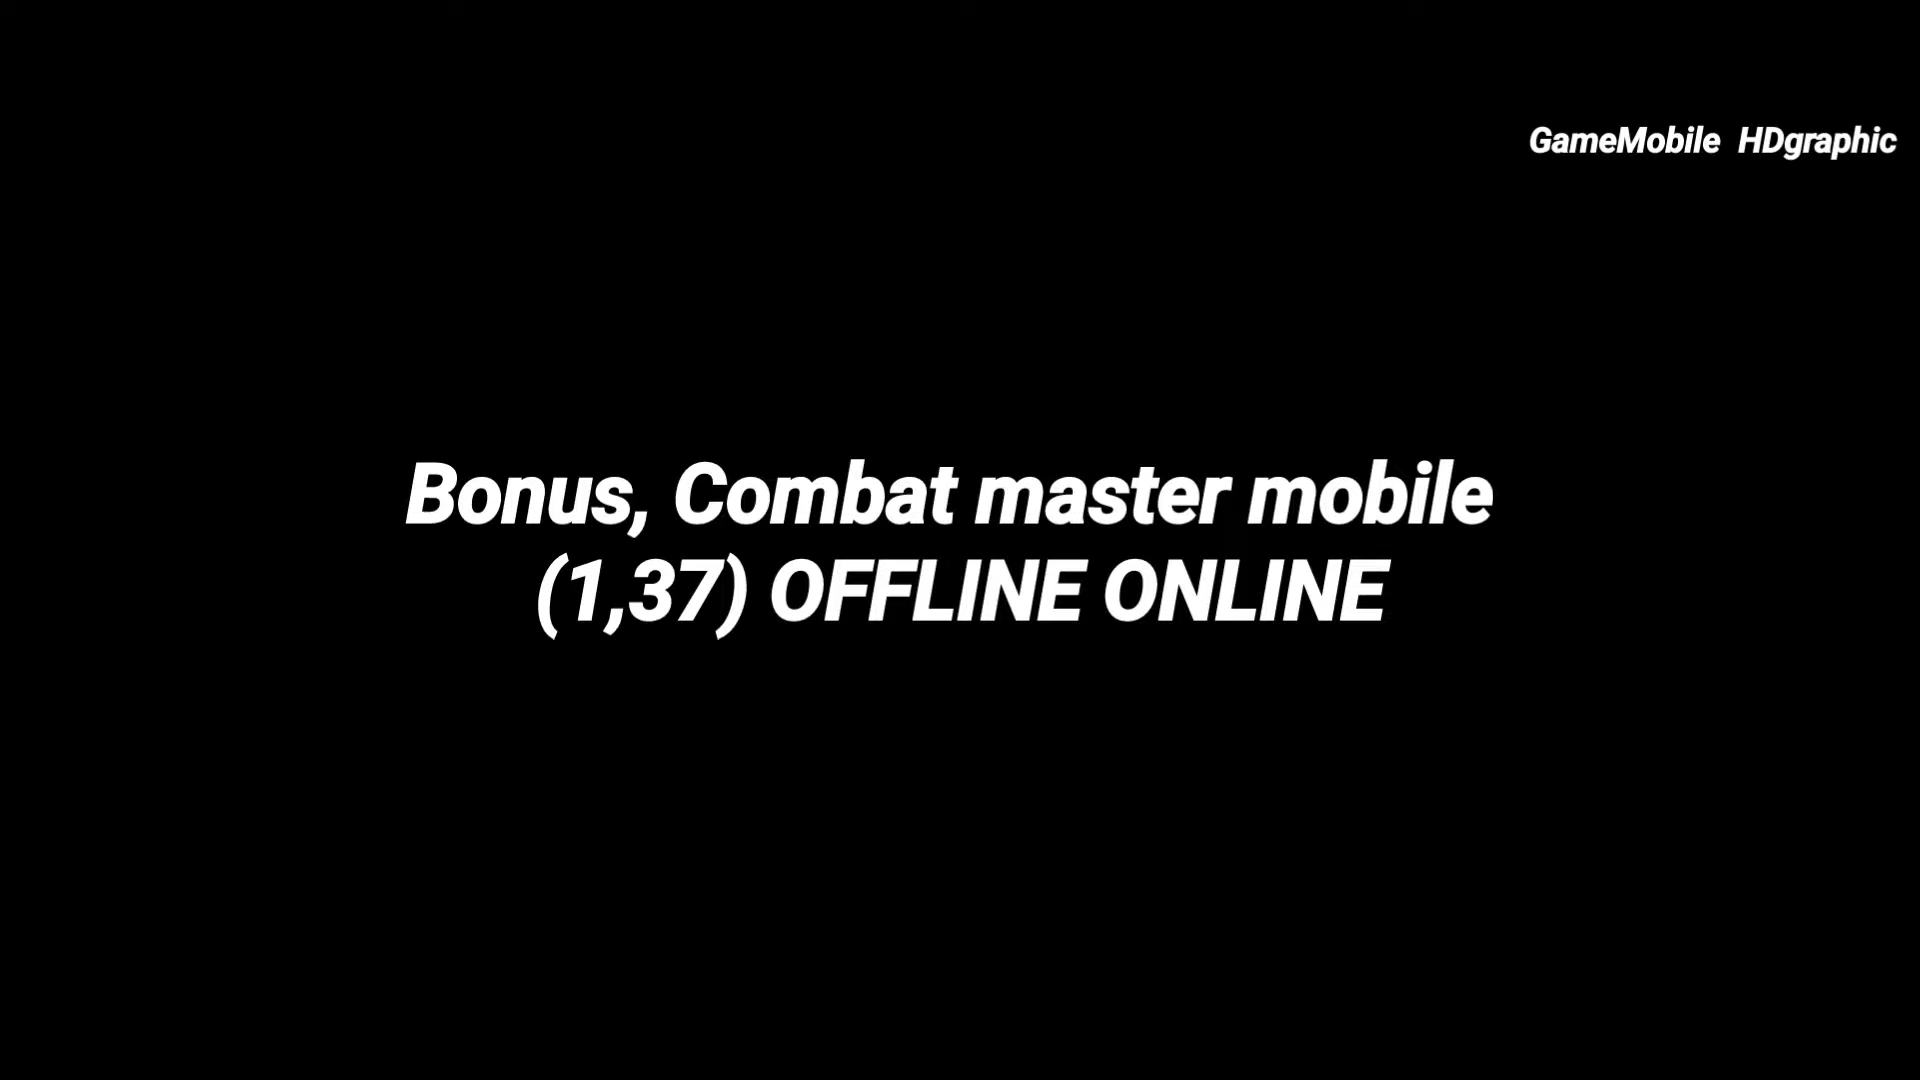 GameMobile HDgraphic
Bonus, Combat master mobile
(1,37) OFFLINE ONLINE